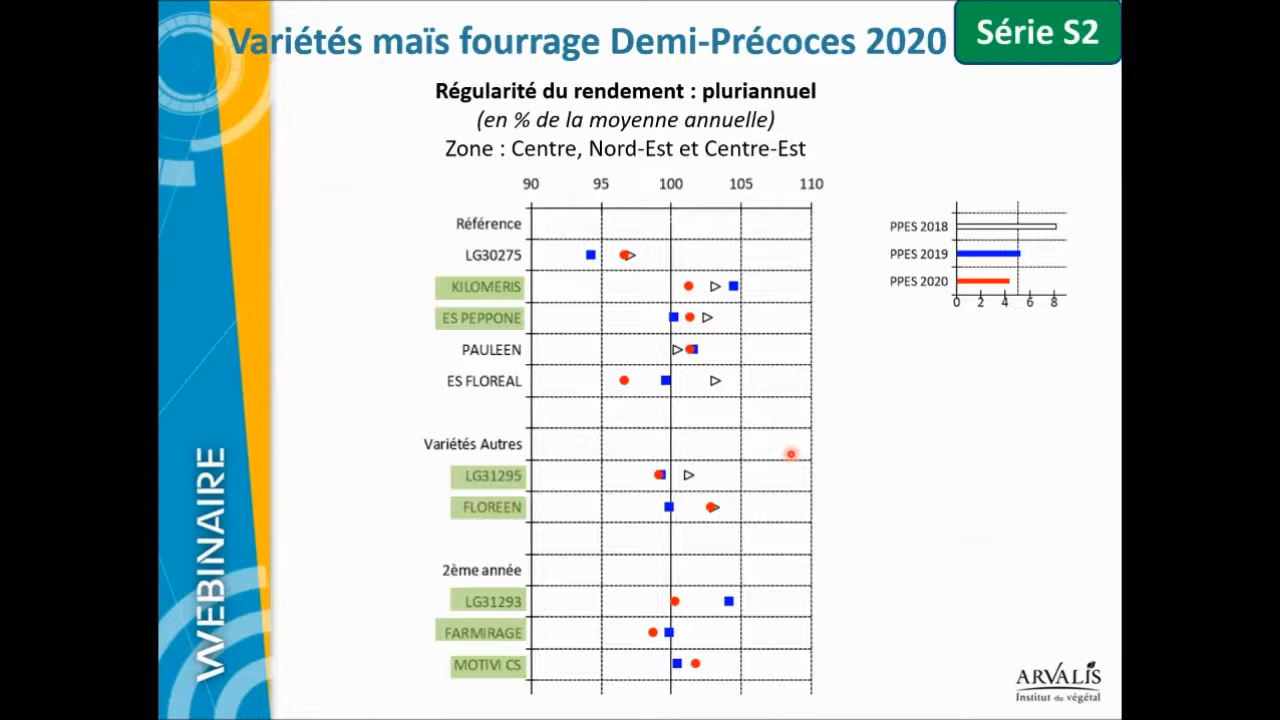 Variétés maïs fourrage Demi-Précoces 2020
Série S2
Régularité du rendement : pluriannuel
(en % de la moyenne annuelle)
Zone : Centre, Nord-Est et Centre-Est
90 95 100 105 110
Référence
LG30275
KILOMERIS
ES PEPPONE
PAULEEN
ES FLOREAL
Variétés Autres
LG31295
FLOREEN
2ème année
LG31293
FARMIRAGE
MOTIVI CS
PPES 2018
PPES 2019
PPES 2020
0 2 4 6 8
WEBINAIRE
ARVALIS
Institut du végétal